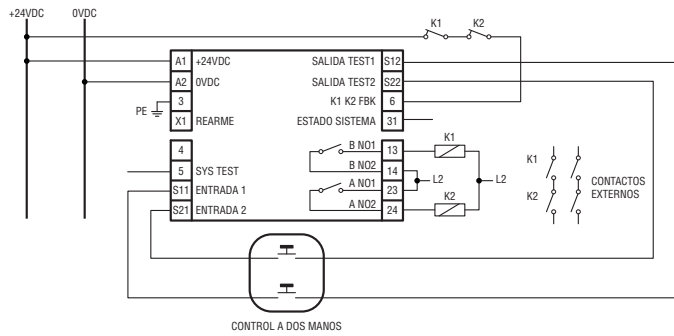 +24VDC 0VDC
K1 K2
A1 +24VDC SALIDA TEST1 S12
A2 0VDC SALIDA TEST2 S22
PE 3 K1 K2 FBK 6
X1 REARME ESTADO SISTEMA 31
4 B NO1 13 K1
5 SYS TEST B NO2 14 L2 L2
S11 ENTRADA 1 A NO1 23
S21 ENTRADA 2 A NO2 24 K2
K1
K2
CONTACTOS
EXTERNOS
CONTROL A DOS MANOS